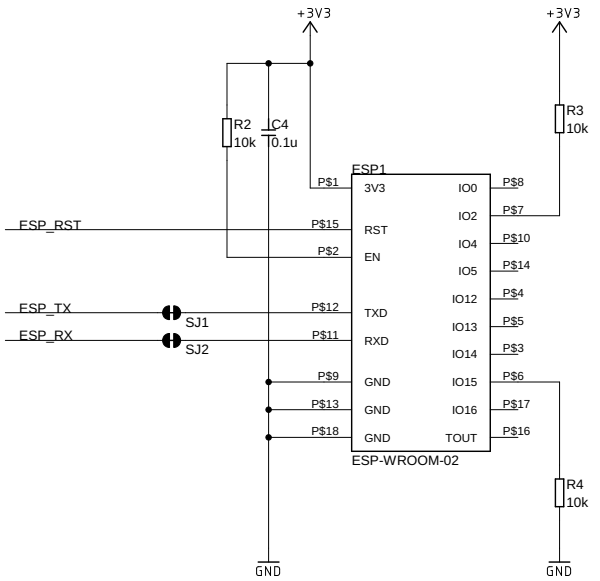 +3V3
+3V3
R3
10k
R2
10k
C4
0.1u
ESP1
P$1
3V3
IO0
P$8
IO2
P$7
ESP_RST
P$15
RST
IO4
P$10
P$2
EN
IO5
P$14
IO12
P$4
ESP_TX
SJ1
P$12
TXD
IO13
P$5
ESP_RX
SJ2
P$11
RXD
IO14
P$3
P$9
GND
IO15
P$6
P$13
GND
IO16
P$17
P$18
GND
TOUT
P$16
ESP-WROOM-02
R4
10k
GND
GND